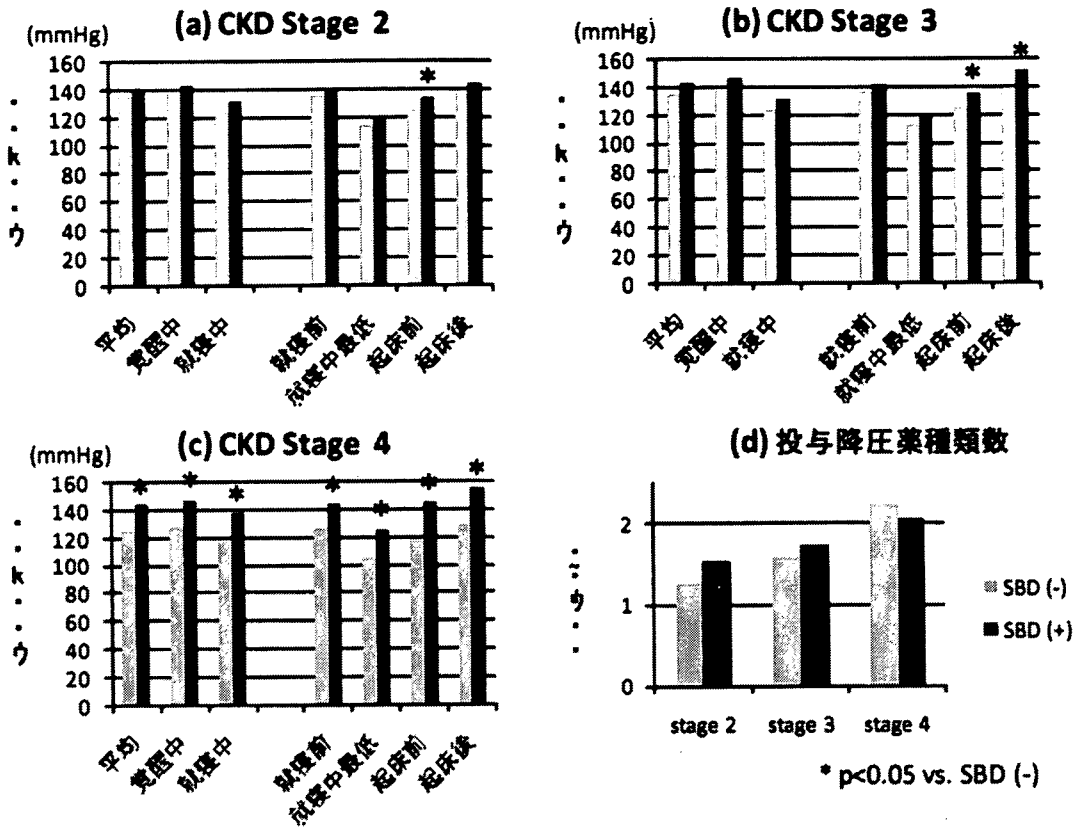 (a) CKD Stage 2
(mmHg)
160
140
120
100
80
60
40
20
0
*
平均
覚醒中
就寝中
就寝前
就寝中最低
起床前
起床後
(b) CKD Stage 3
(mmHg)
160
140
120
100
80
60
40
20
0
*
*
平均
覚醒中
就寝中
就寝前
就寝中最低
起床前
起床後
(c) CKD Stage 4
(mmHg)
160
140
120
100
80
60
40
20
0
*
*
*
*
*
*
*
平均
覚醒中
就寝中
就寝前
就寝中最低
起床前
起床後
(d) 投与降圧薬種類数
2
1
0
stage 2
stage 3
stage 4
SBD (-)
SBD (+)
* p<0.05 vs. SBD (-)